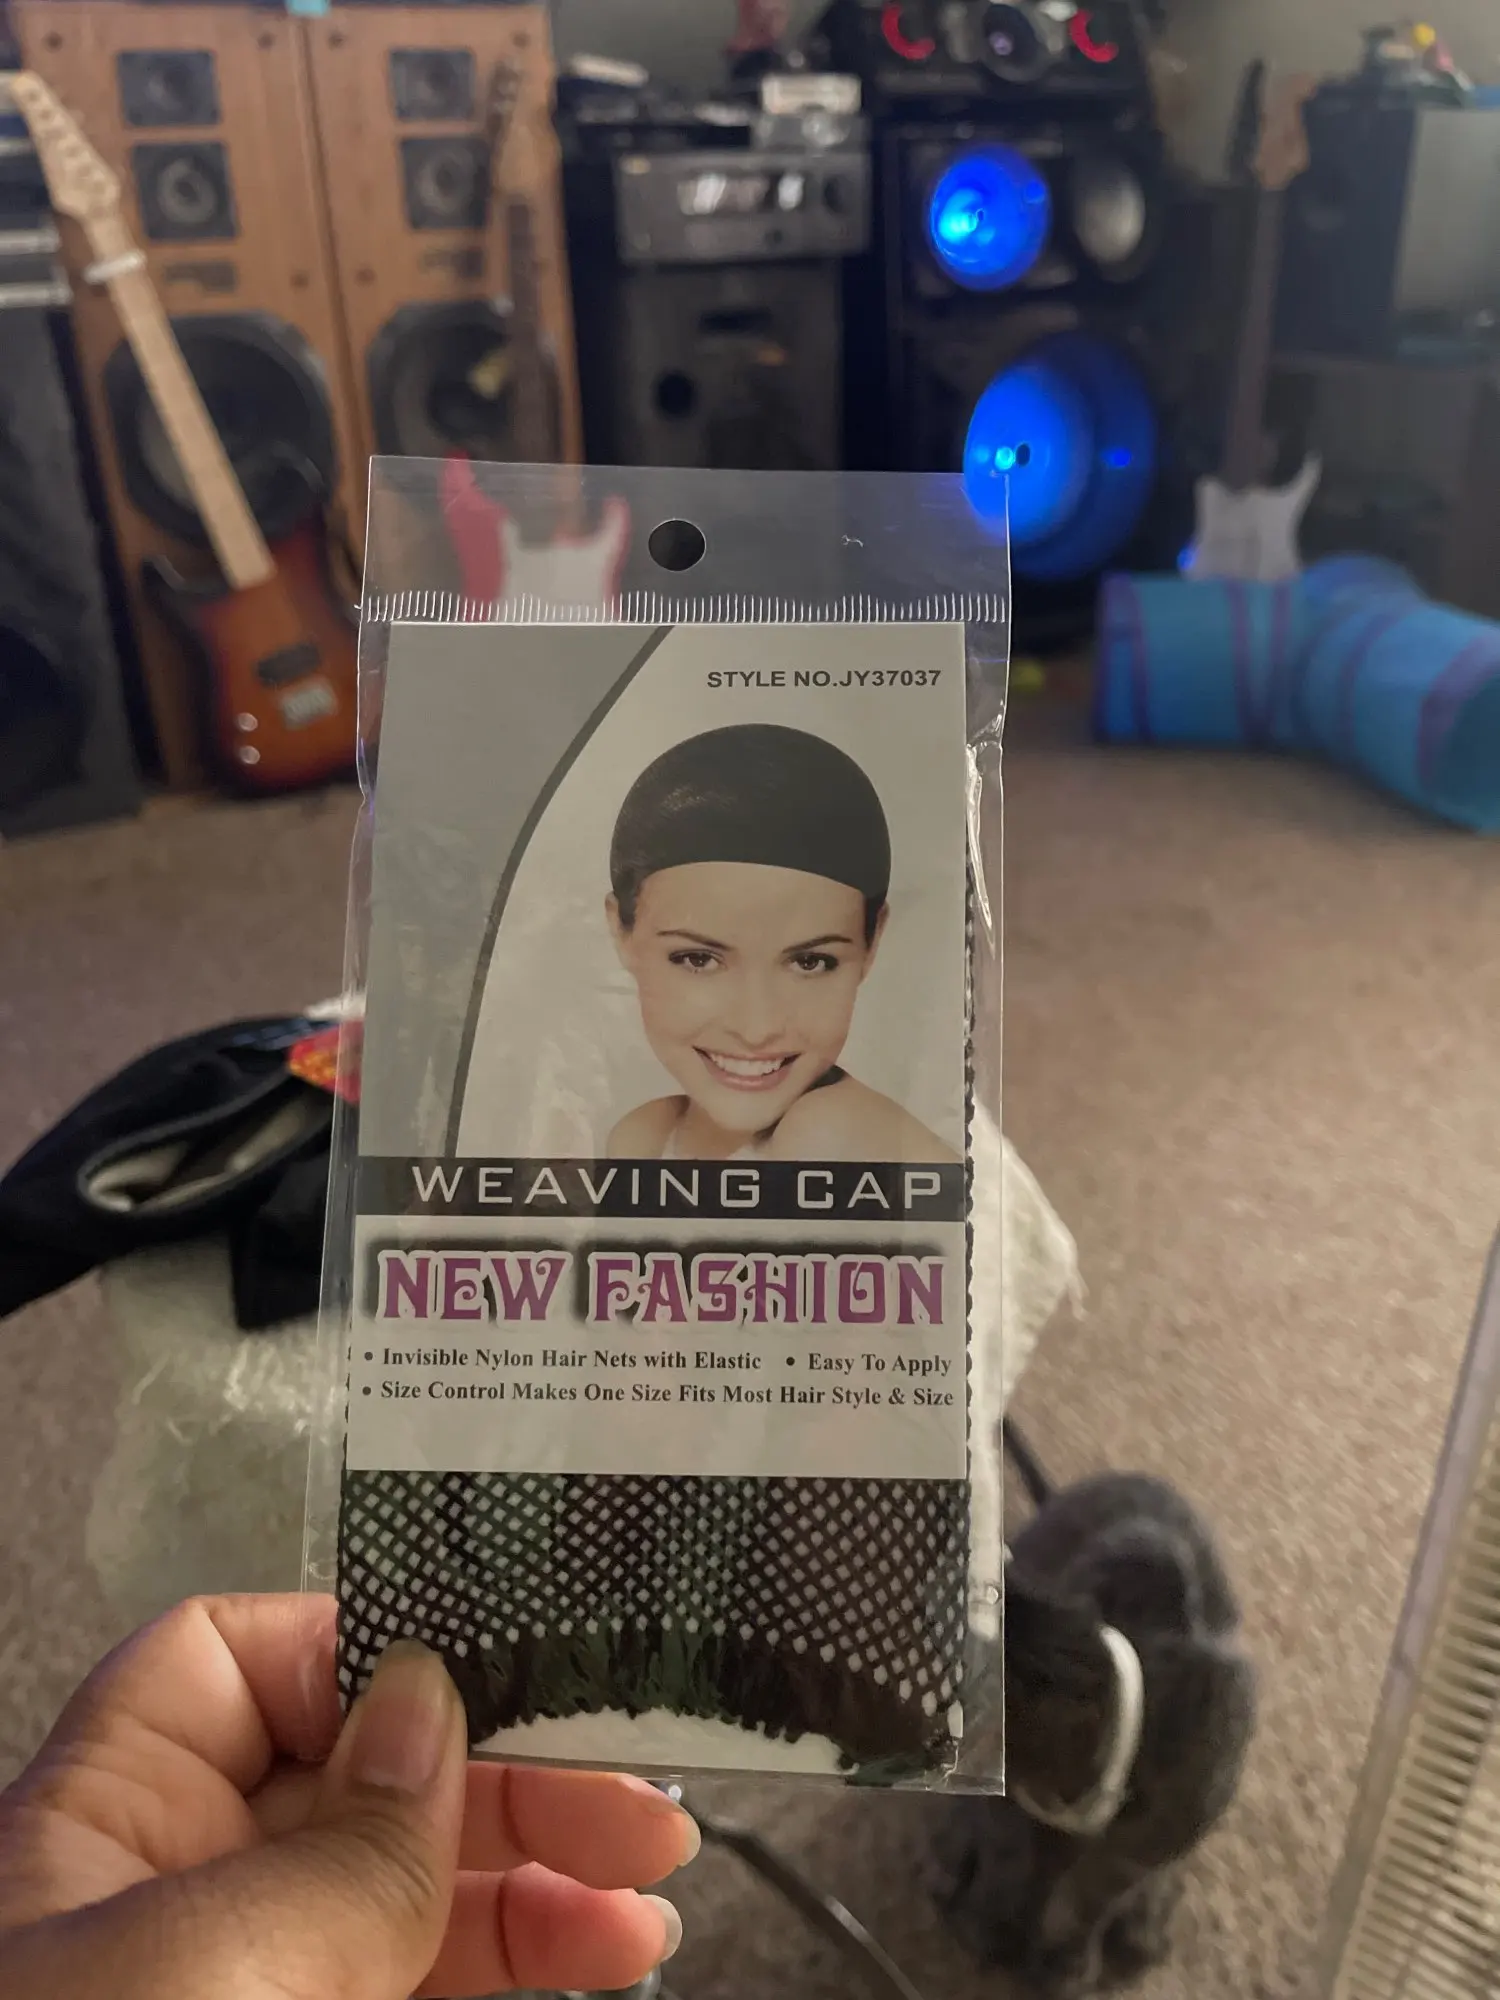 STYLE NO.JY37037
WEAVING CAP
NEW FASHION
• Invisible Nylon Hair Nets with Elastic • Easy To Apply
• Size Control Makes One Size Fits Most Hair Style & Size